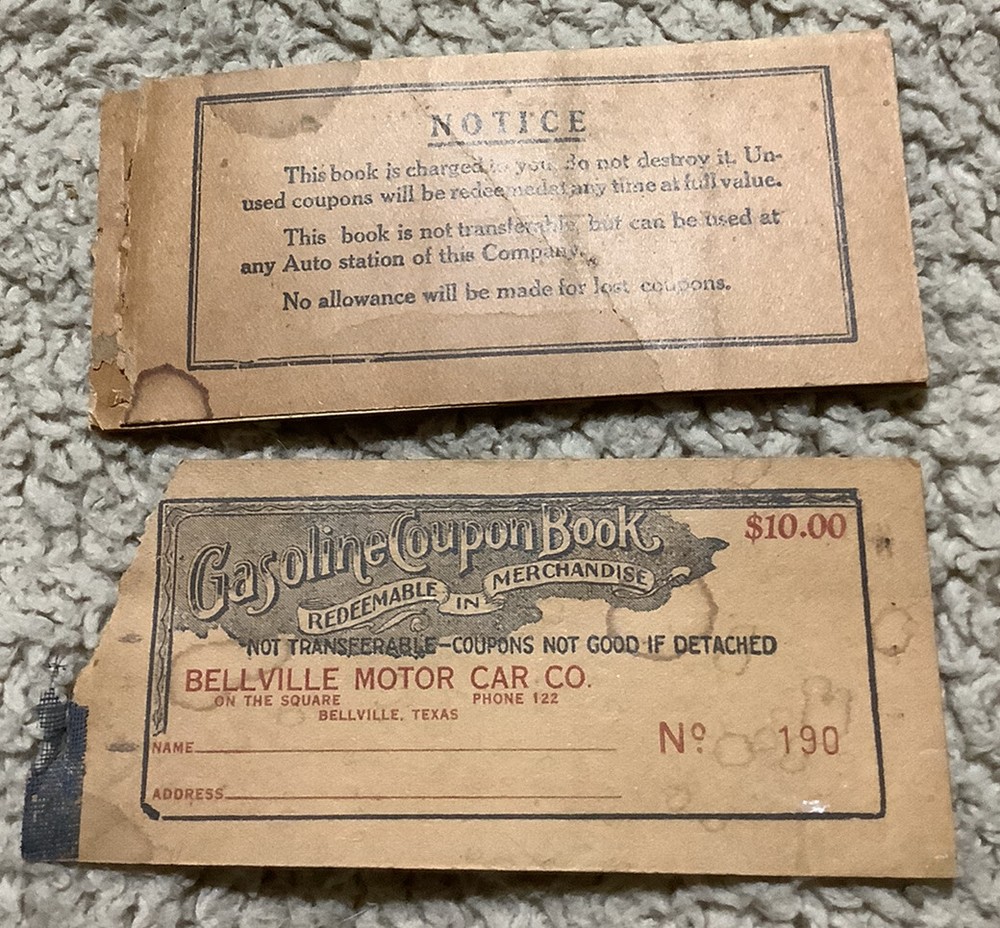 NOTICE
This book is charged to you, do not destroy it. Un-
used coupons will be redeemed at any time at full value.
This book is not transferable, but can be used at
any Auto station of this Company.
No allowance will be made for lost coupons.
Gasoline Coupon Book
$10.00
REDEEMABLE IN MERCHANDISE
NOT TRANSFERABLE—COUPONS NOT GOOD IF DETACHED
BELLVILLE MOTOR CAR CO.
ON THE SQUARE PHONE 122
BELLVILLE, TEXAS
NAME
Nº 190
ADDRESS